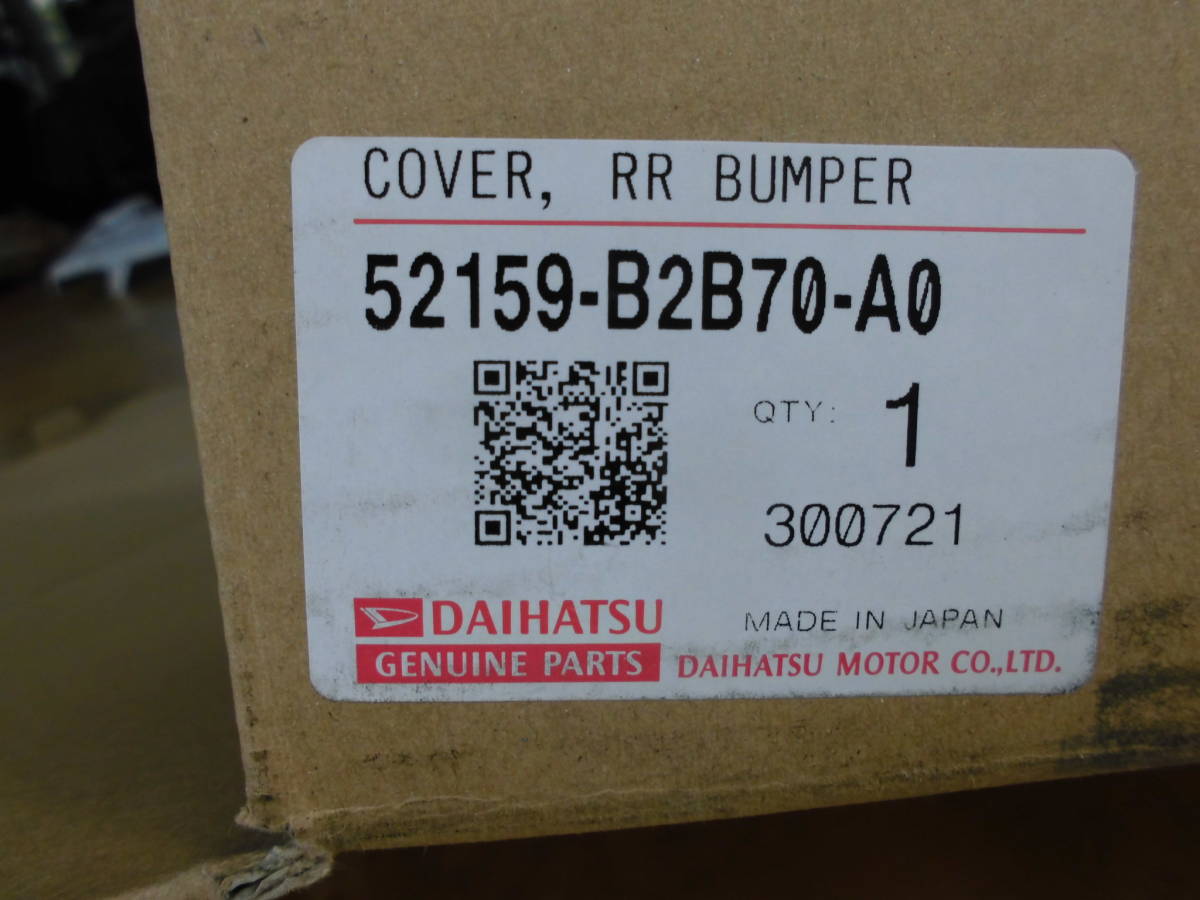 COVER, RR BUMPER
52159-B2B70-A0
QTY: 1
300721
DAIHATSU
MADE IN JAPAN
GENUINE PARTS
DAIHATSU MOTOR CO.,LTD.